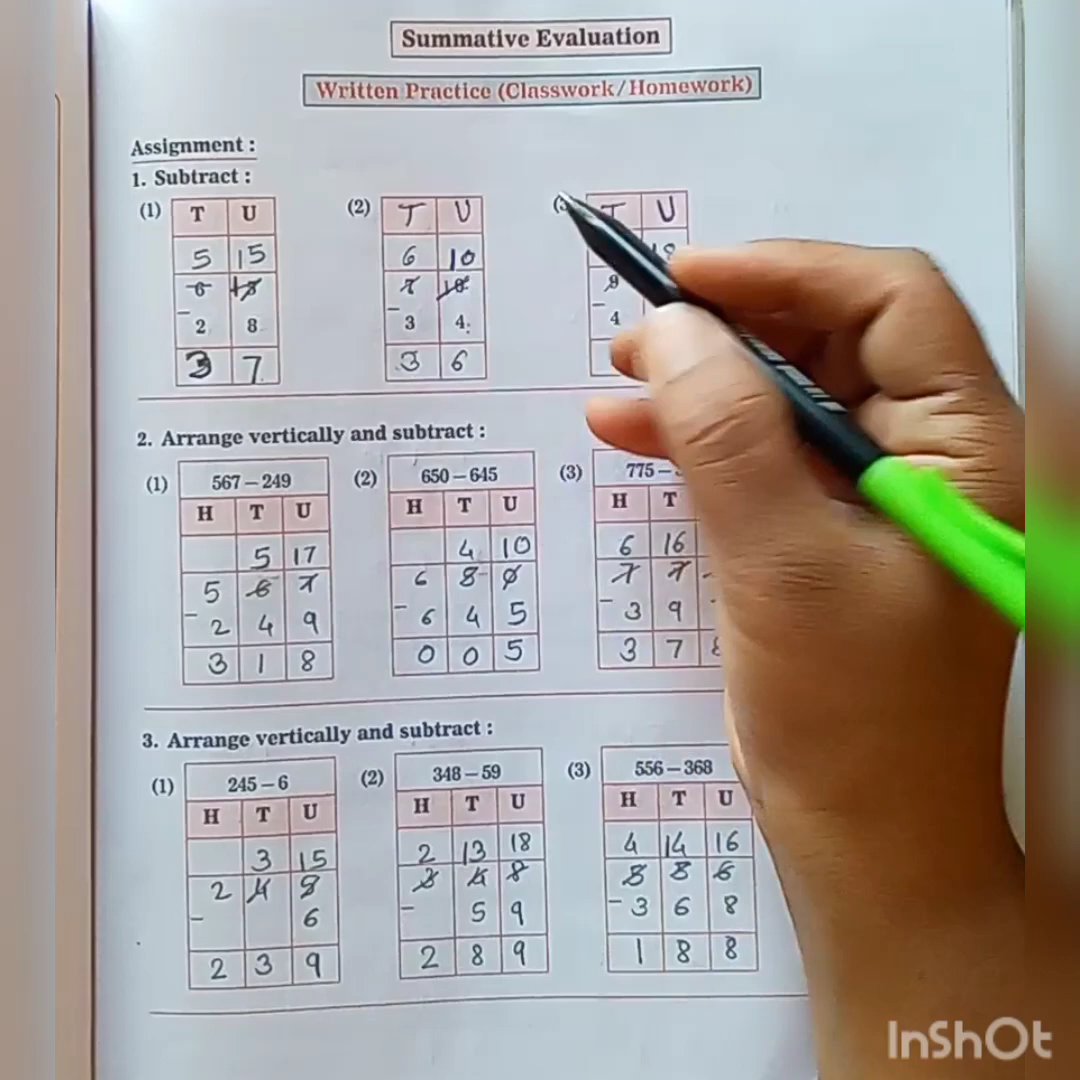 Summative Evaluation
Written Practice (Classwork/Homework)
Assignment :
1. Subtract :
(1) T U
5 15
6
- 2 8
3 7
(2) T U
6 10
7 10
- 3 4
3 6
T U
18
9
- 4
2. Arrange vertically and subtract :
(1) 567 – 249
H T U
5 17
5 6 7
- 2 4 9
3 1 8
(2) 650 – 645
H T U
4 10
6 5 0
- 6 4 5
0 0 5
(3) 775 –
H T
6 16
7 7
- 3 9
3 7
3. Arrange vertically and subtract :
(1) 245 – 6
H T U
3 15
2 4 5
- 6
2 3 9
(2) 348 – 59
H T U
2 13 18
3 4 8
- 5 9
2 8 9
(3) 556 – 368
H T U
4 14 16
5 5 6
- 3 6 8
1 8 8
InShOt